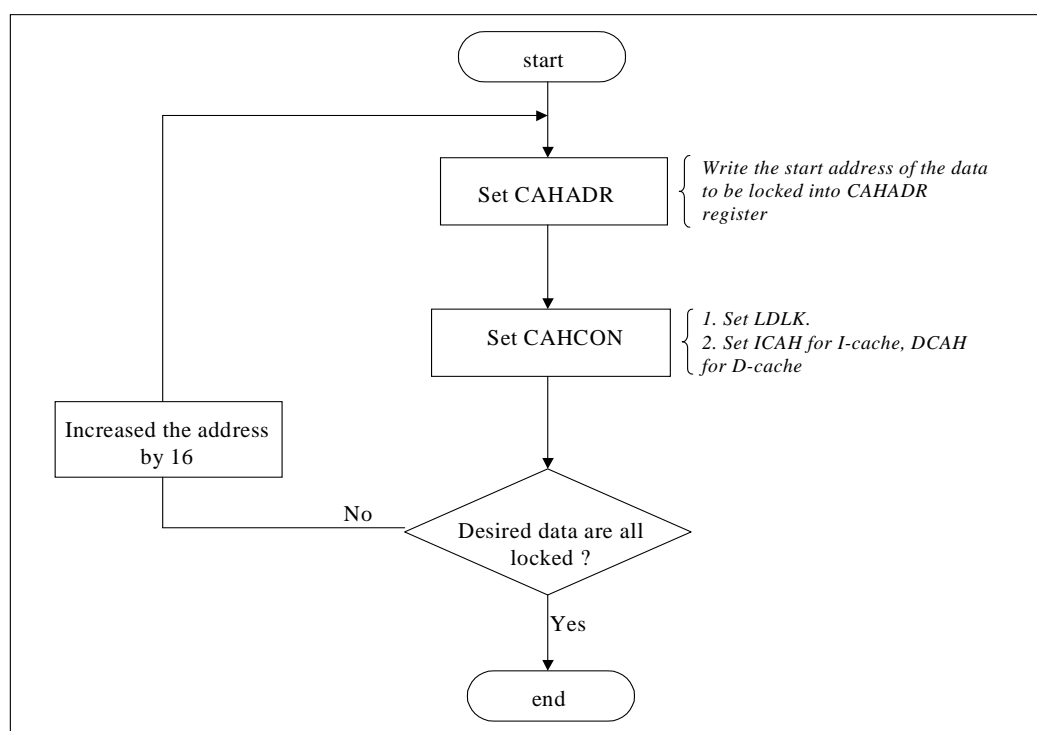 start
Set CAHADR
Write the start address of the data
to be locked into CAHADR
register
Set CAHCON
1. Set LDLK.
2. Set ICAH for I-cache, DCAH
for D-cache
Increased the address
by 16
No
Desired data are all
locked ?
Yes
end